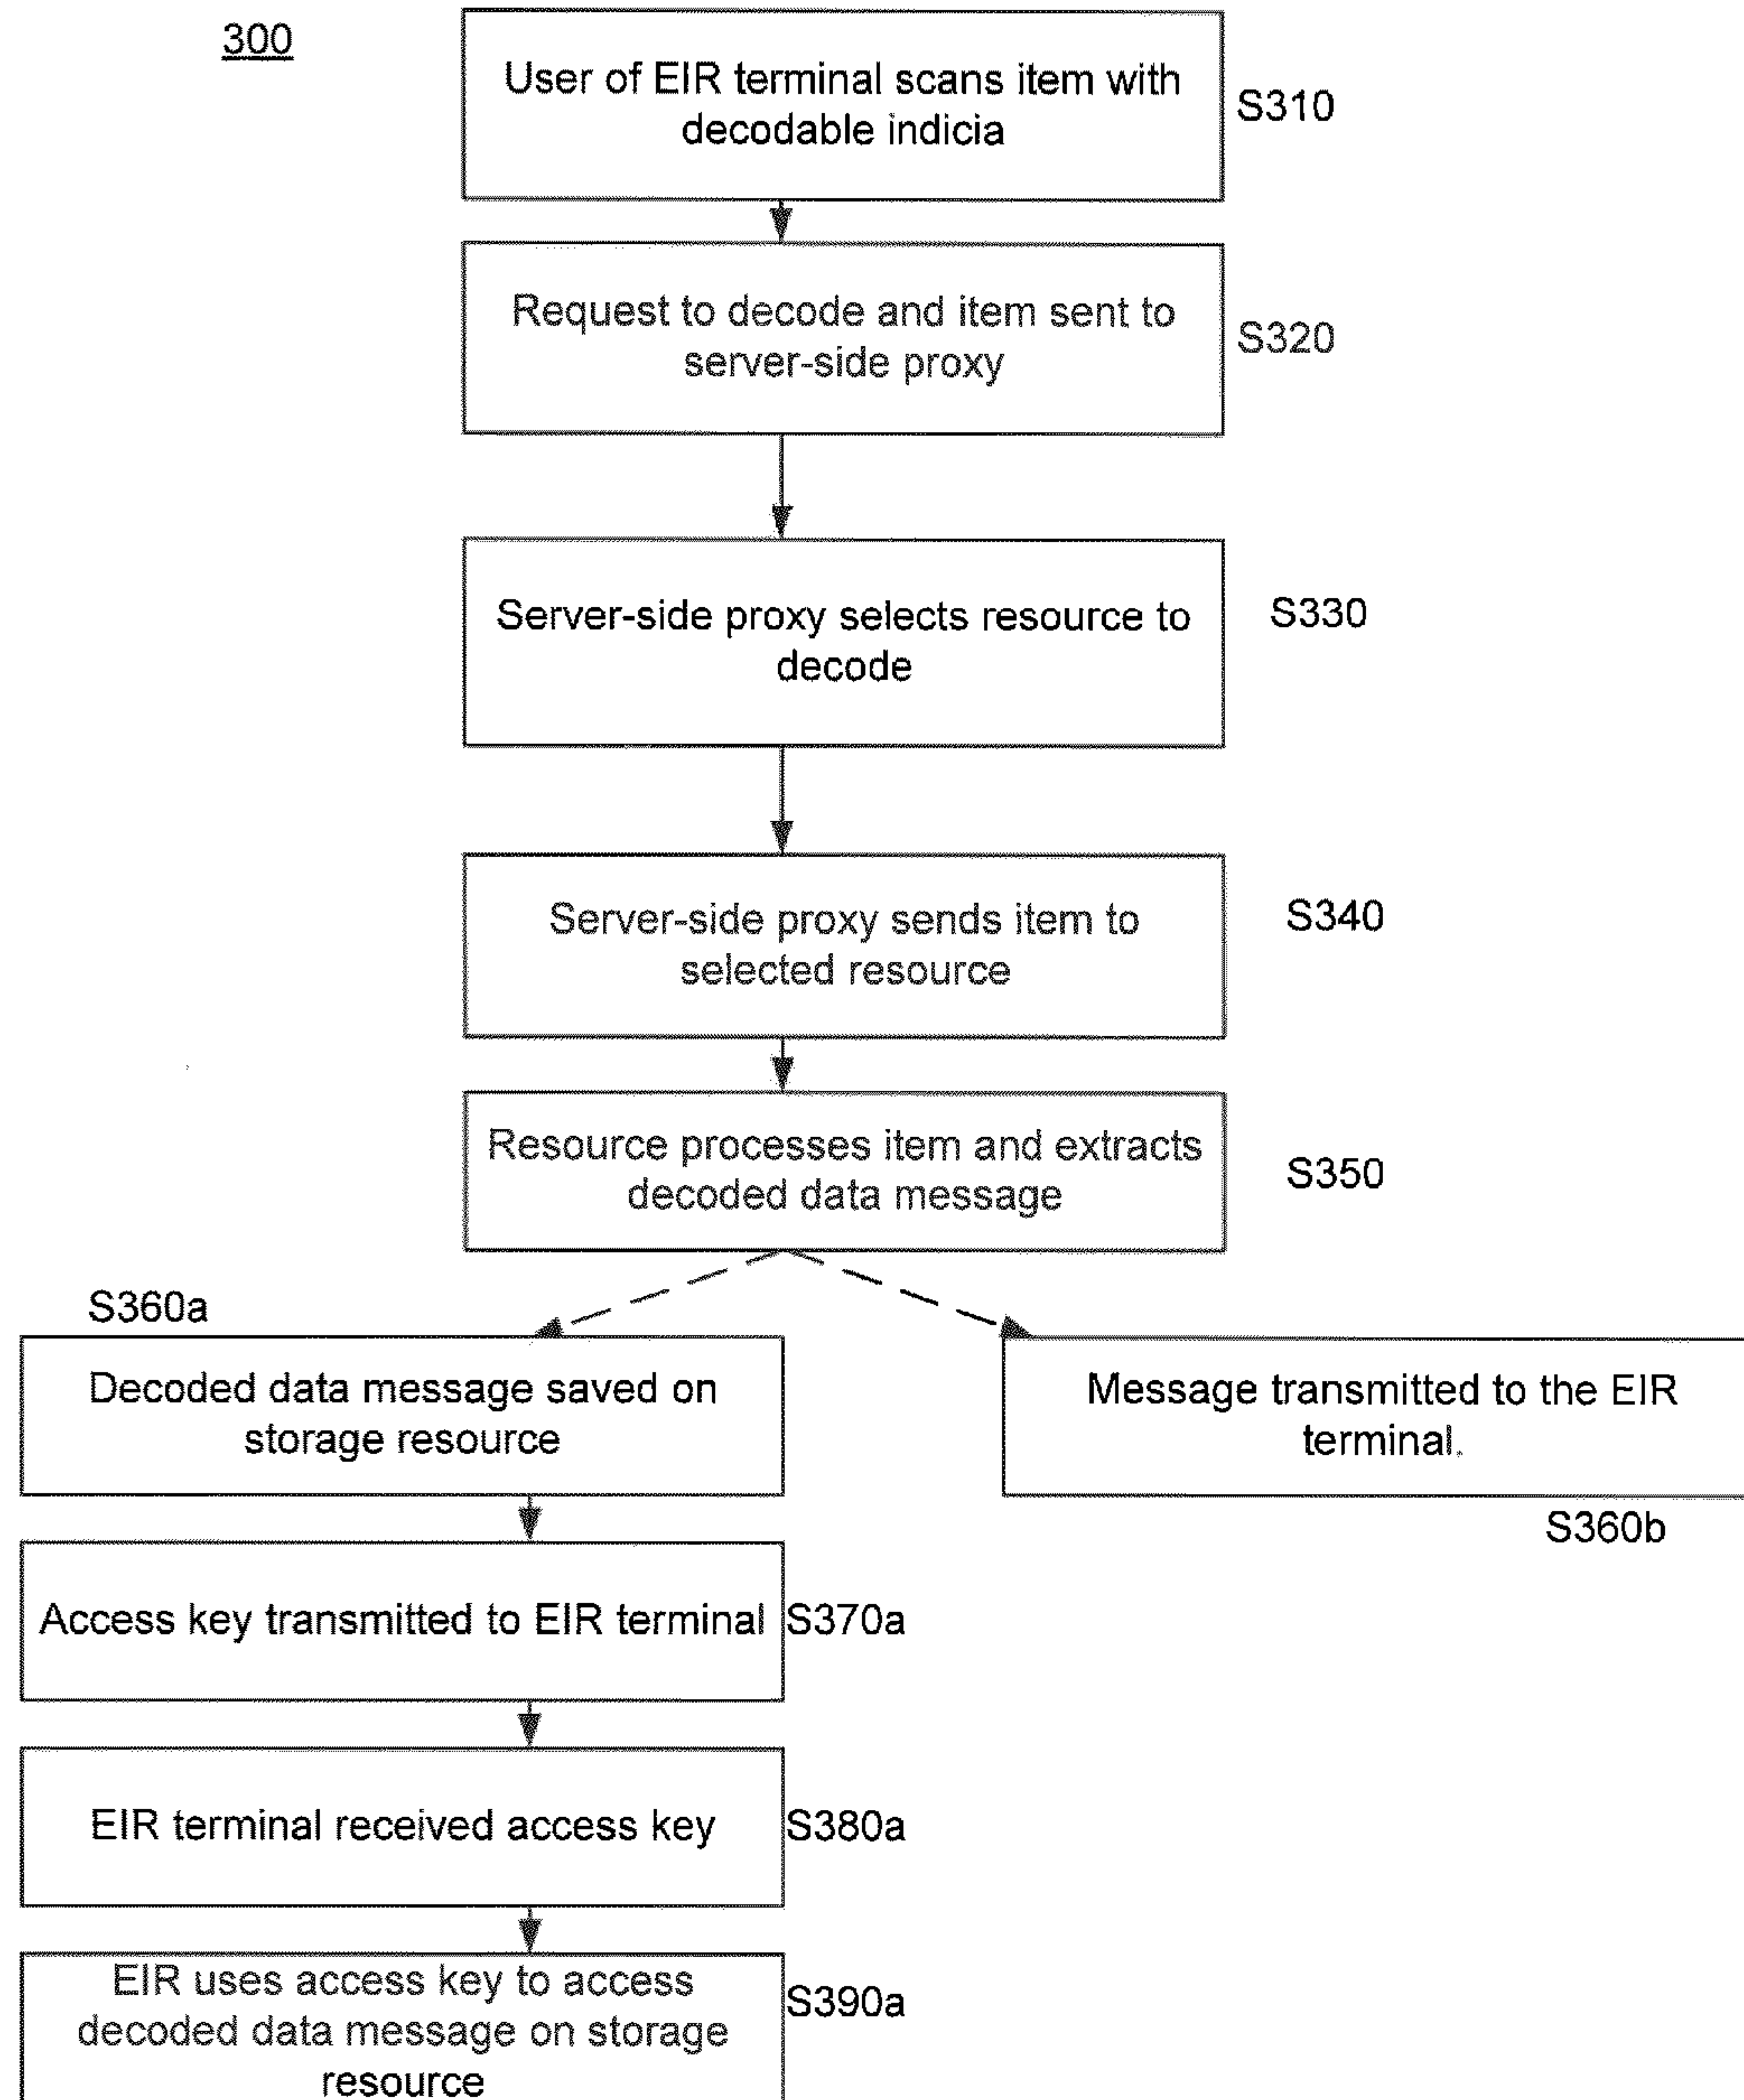 300
User of EIR terminal scans item with
decodable indicia
S310
Request to decode and item sent to
server-side proxy
S320
Server-side proxy selects resource to
decode
S330
Server-side proxy sends item to
selected resource
S340
Resource processes item and extracts
decoded data message
S350
S360a
Decoded data message saved on
storage resource
Message transmitted to the EIR
terminal.
S360b
Access key transmitted to EIR terminal
S370a
EIR terminal received access key
S380a
EIR uses access key to access
decoded data message on storage
resource
S390a